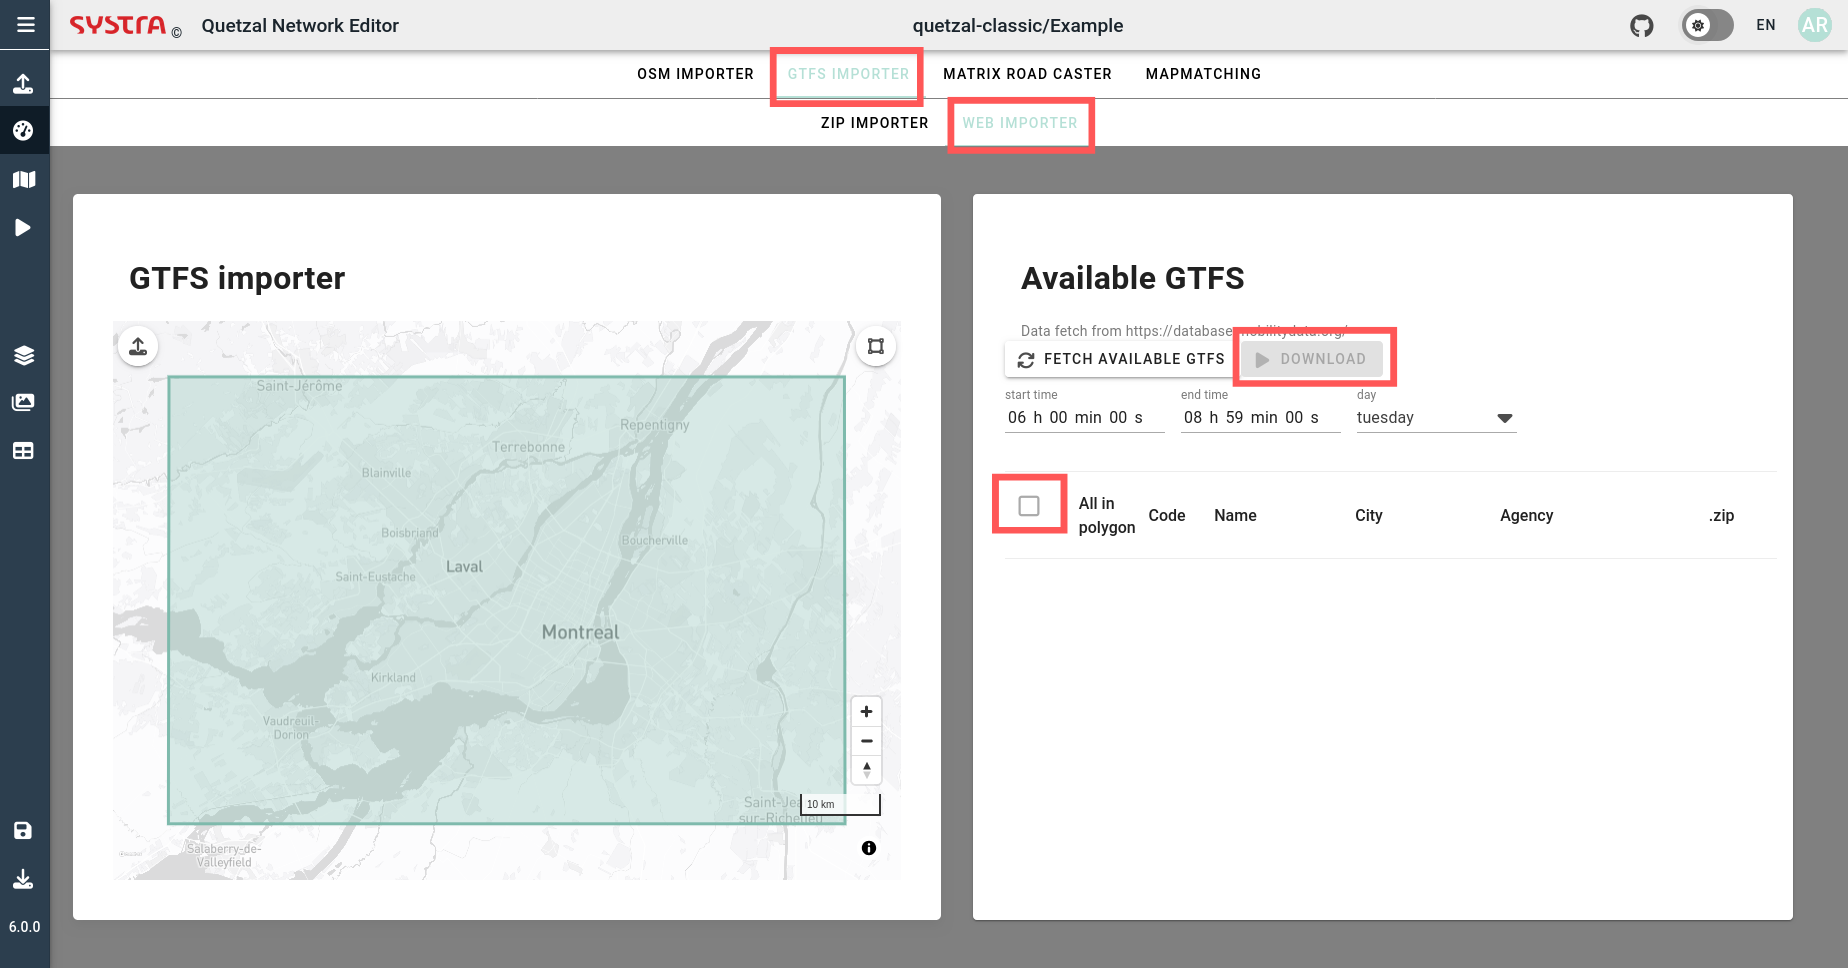 SYSTRA ©
Quetzal Network Editor
quetzal-classic/Example
EN
AR
OSM IMPORTER
GTFS IMPORTER
MATRIX ROAD CASTER
MAPMATCHING
ZIP IMPORTER
WEB IMPORTER
GTFS importer
Saint-Jérôme
Repentigny
Terrebonne
Blainville
Boisbriand
Boucherville
Laval
Saint-Eustache
Montreal
Kirkland
Vaudreuil-
Dorion
10 km
Saint-Jea
sur-Richelieu
Salaberry-de-
Valleyfield
Available GTFS
Data fetch from https://database.mobilitydata.org/
FETCH AVAILABLE GTFS
DOWNLOAD
start time
end time
day
06 h 00 min 00 s
08 h 59 min 00 s
tuesday
All in
polygon
Code
Name
City
Agency
.zip
6.0.0